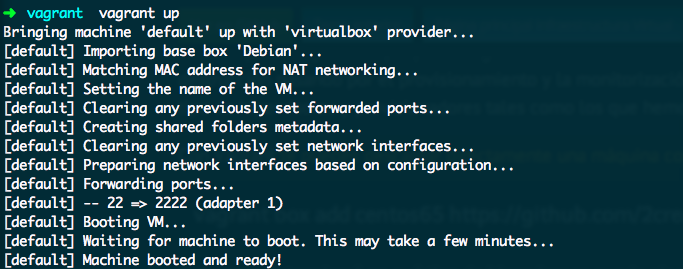 ➜ vagrant vagrant up
Bringing machine 'default' up with 'virtualbox' provider...
[default] Importing base box 'Debian'...
[default] Matching MAC address for NAT networking...
[default] Setting the name of the VM...
[default] Clearing any previously set forwarded ports...
[default] Creating shared folders metadata...
[default] Clearing any previously set network interfaces...
[default] Preparing network interfaces based on configuration...
[default] Forwarding ports...
[default] -- 22 => 2222 (adapter 1)
[default] Booting VM...
[default] Waiting for machine to boot. This may take a few minutes...
[default] Machine booted and ready!